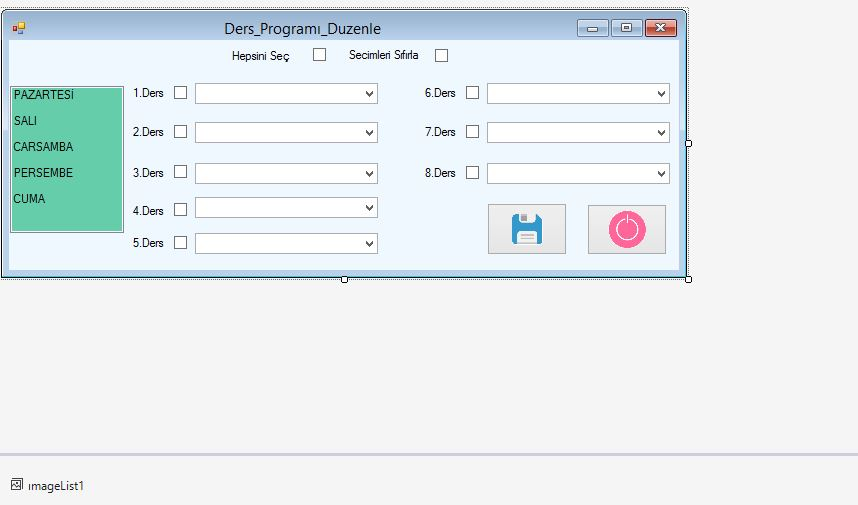 Ders_Programı_Duzenle
Hepsini Seç Secimleri Sıfırla
PAZARTESİ
SALI
CARSAMBA
PERSEMBE
CUMA
1.Ders
2.Ders
3.Ders
4.Ders
5.Ders
6.Ders
7.Ders
8.Ders
ımageList1